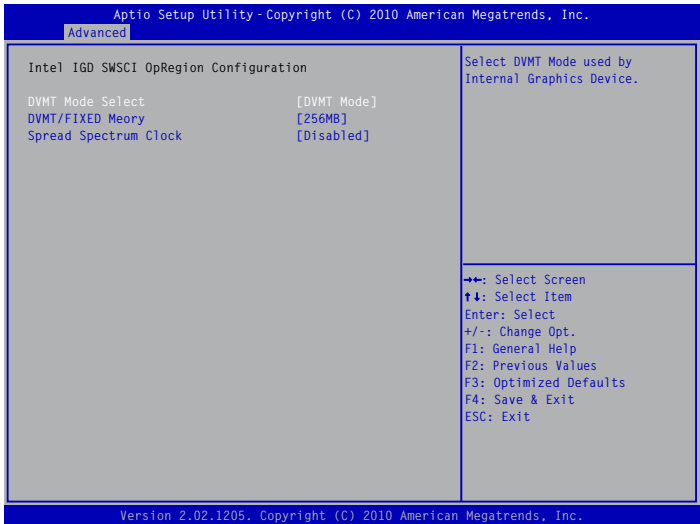 Aptio Setup Utility - Copyright (C) 2010 American Megatrends, Inc.
Advanced
Intel IGD SWSCI OpRegion Configuration
DVMT Mode Select [DVMT Mode]
DVMT/FIXED Meory [256MB]
Spread Spectrum Clock [Disabled]
Select DVMT Mode used by
Internal Graphics Device.
→←: Select Screen
↑↓: Select Item
Enter: Select
+/-: Change Opt.
F1: General Help
F2: Previous Values
F3: Optimized Defaults
F4: Save & Exit
ESC: Exit
Version 2.02.1205. Copyright (C) 2010 American Megatrends, Inc.